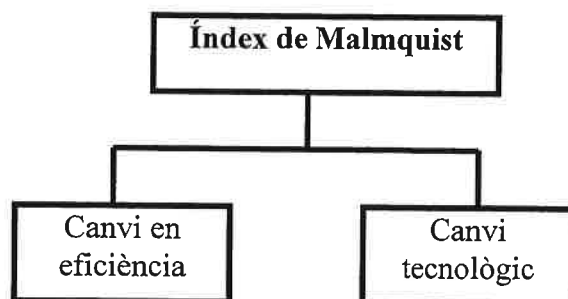 Índex de Malmquist
Canvi en
eficiència
Canvi
tecnològic